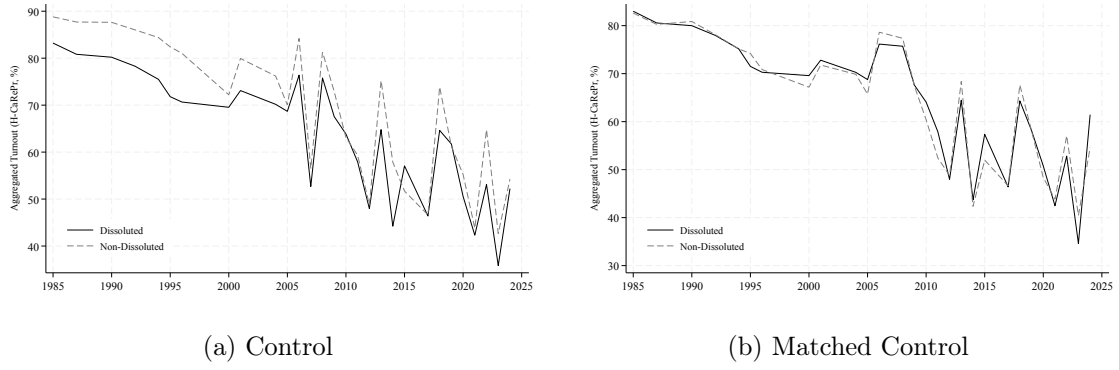 Aggregated Turnout (H-CaRePr, %)
90
80
70
60
50
40
Dissoluted
Non-Dissoluted
1985 1990 1995 2000 2005 2010 2015 2020 2025
(a) Control
Aggregated Turnout (H-CaRePr, %)
80
70
60
50
40
30
Dissoluted
Non-Dissoluted
1985 1990 1995 2000 2005 2010 2015 2020 2025
(b) Matched Control